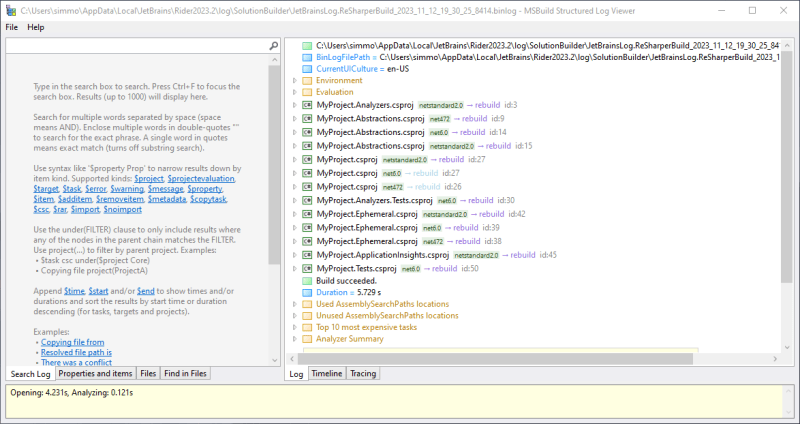 C:\Users\simmo\AppData\Local\JetBrains\Rider2023.2\log\SolutionBuilder\JetBrainsLog.ReSharperBuild_2023_11_12_19_30_25_8414.binlog - MSBuild Structured Log Viewer
File Help
Type in the search box to search. Press Ctrl+F to focus the
search box. Results (up to 1000) will display here.
Search for multiple words separated by space (space
means AND). Enclose multiple words in double-quotes ""
to search for the exact phrase. A single word in quotes
means exact match (turns off substring search).
Use syntax like '$property Prop' to narrow results down by
item kind. Supported kinds: $project, $projectevaluation,
$target, $task, $error, $warning, $message, $property,
$item, $additem, $removeitem, $metadata, $copytask,
$csc, $rar, $import, $noimport
Use the under(FILTER) clause to only include results where
any of the nodes in the parent chain matches the FILTER.
Use project(...) to filter by parent project. Examples:
• $task csc under($project Core)
• Copying file project(ProjectA)
Append $time, $start and/or $end to show times and/or
durations and sort the results by start time or duration
descending (for tasks, targets and projects).
Examples:
• Copying file from
• Resolved file path is
• There was a conflict
Search Log Properties and items Files Find in Files
C:\Users\simmo\AppData\Local\JetBrains\Rider2023.2\log\SolutionBuilder\JetBrainsLog.ReSharperBuild_2023_11_12_19_30_25_84
BinLogFilePath = C:\Users\simmo\AppData\Local\JetBrains\Rider2023.2\log\SolutionBuilder\JetBrainsLog.ReSharperBuild_2023_1
CurrentUICulture = en-US
Environment
Evaluation
C# MyProject.Analyzers.csproj netstandard2.0 → rebuild id:3
C# MyProject.Abstractions.csproj net472 → rebuild id:9
C# MyProject.Abstractions.csproj net6.0 → rebuild id:14
C# MyProject.Abstractions.csproj netstandard2.0 → rebuild id:15
C# MyProject.csproj netstandard2.0 → rebuild id:27
C# MyProject.csproj net6.0 → rebuild id:27
C# MyProject.csproj net472 → rebuild id:26
C# MyProject.Analyzers.Tests.csproj net6.0 → rebuild id:30
C# MyProject.Ephemeral.csproj netstandard2.0 → rebuild id:42
C# MyProject.Ephemeral.csproj net6.0 → rebuild id:39
C# MyProject.Ephemeral.csproj net472 → rebuild id:38
C# MyProject.ApplicationInsights.csproj netstandard2.0 → rebuild id:45
C# MyProject.Tests.csproj net6.0 → rebuild id:50
Build succeeded.
Duration = 5.729 s
Used AssemblySearchPaths locations
Unused AssemblySearchPaths locations
Top 10 most expensive tasks
Analyzer Summary
Log Timeline Tracing
Opening: 4.231s, Analyzing: 0.121s